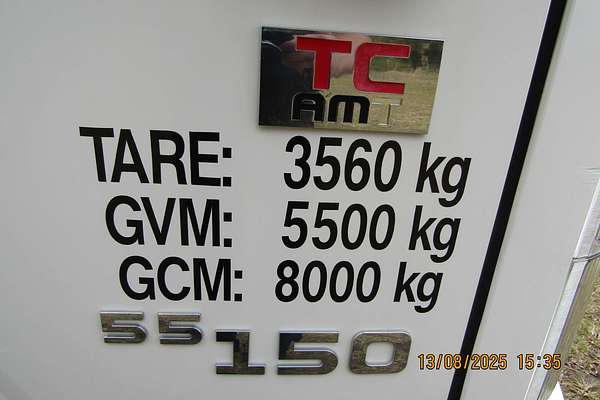 TC
AMT
TARE: 3560 kg
GVM: 5500 kg
GCM: 8000 kg
55 150
13/08/2025 15:35